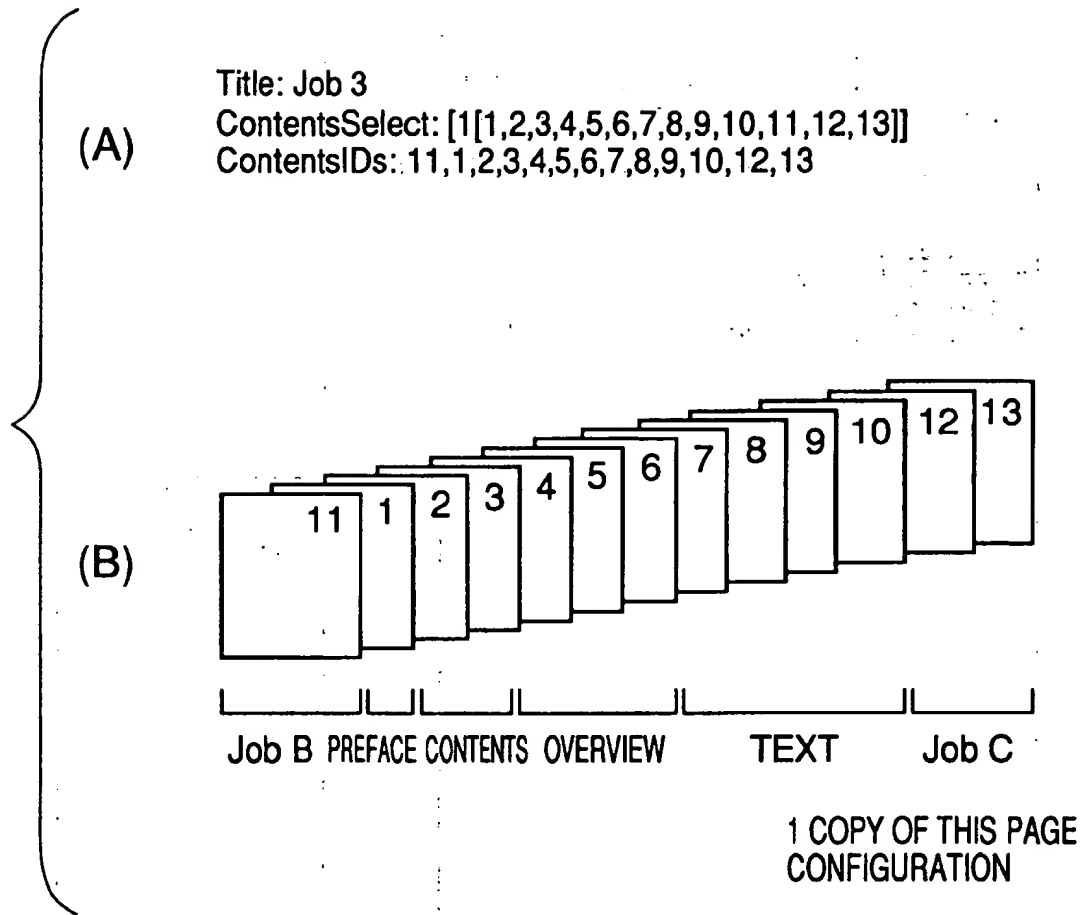 (A)
Title: Job 3
ContentsSelect: [1[1,2,3,4,5,6,7,8,9,10,11,12,13]]
ContentsIDs: 11,1,2,3,4,5,6,7,8,9,10,12,13
(B)
11 1 2 3 4 5 6 7 8 9 10 12 13
Job B PREFACE CONTENTS OVERVIEW TEXT Job C
1 COPY OF THIS PAGE
CONFIGURATION